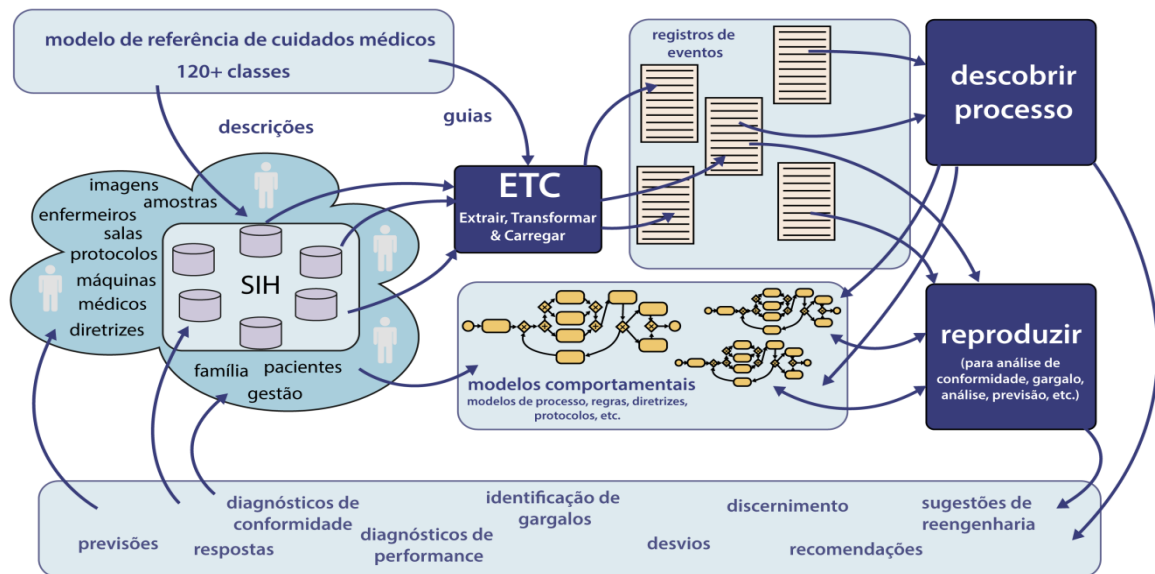 modelo de referência de cuidados médicos
120+ classes
descrições
guias
imagens
amostras
enfermeiros
salas
protocolos
máquinas
médicos
diretrizes
SIH
família
pacientes
gestão
ETC
Extrair, Transformar
& Carregar
registros de
eventos
descobrir
processo
modelos comportamentais
modelos de processo, regras, diretrizes,
protocolos, etc.
reproduzir
(para análise de
conformidade, gargalo,
análise, previsão, etc.)
previsões
respostas
diagnósticos de
conformidade
diagnósticos de
performance
identificação de
gargalos
desvios
discernimento
recomendações
sugestões de
reengenharia